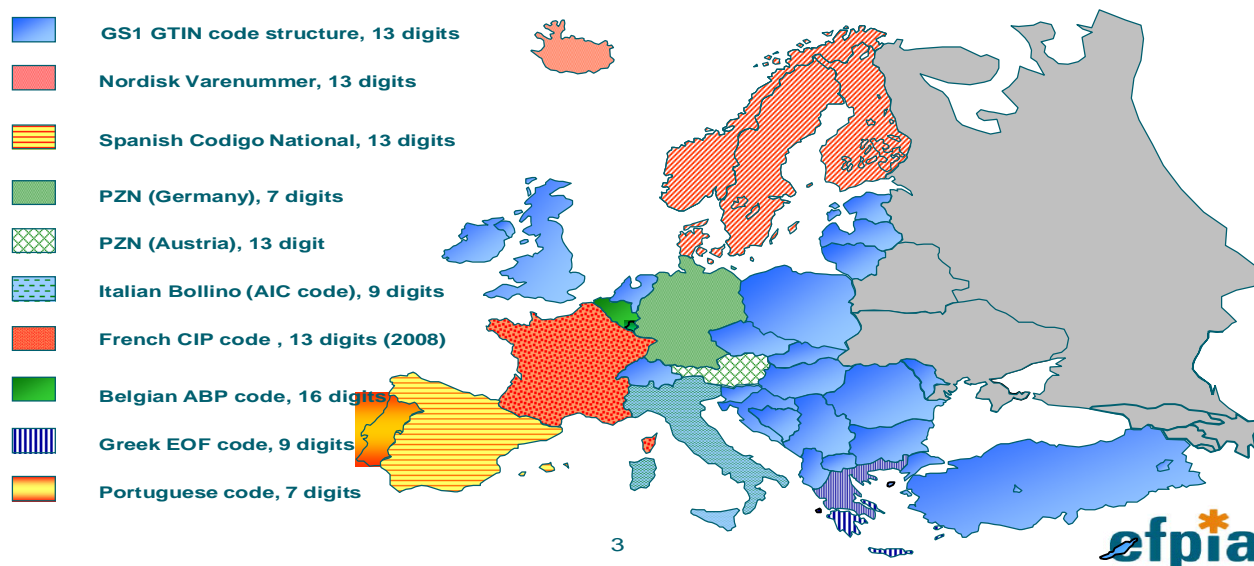 GS1 GTIN code structure, 13 digits
Nordisk Varenummer, 13 digits
Spanish Codigo National, 13 digits
PZN (Germany), 7 digits
PZN (Austria), 13 digit
Italian Bollino (AIC code), 9 digits
French CIP code , 13 digits (2008)
Belgian ABP code, 16 digits
Greek EOF code, 9 digits
Portuguese code, 7 digits
3
efpia